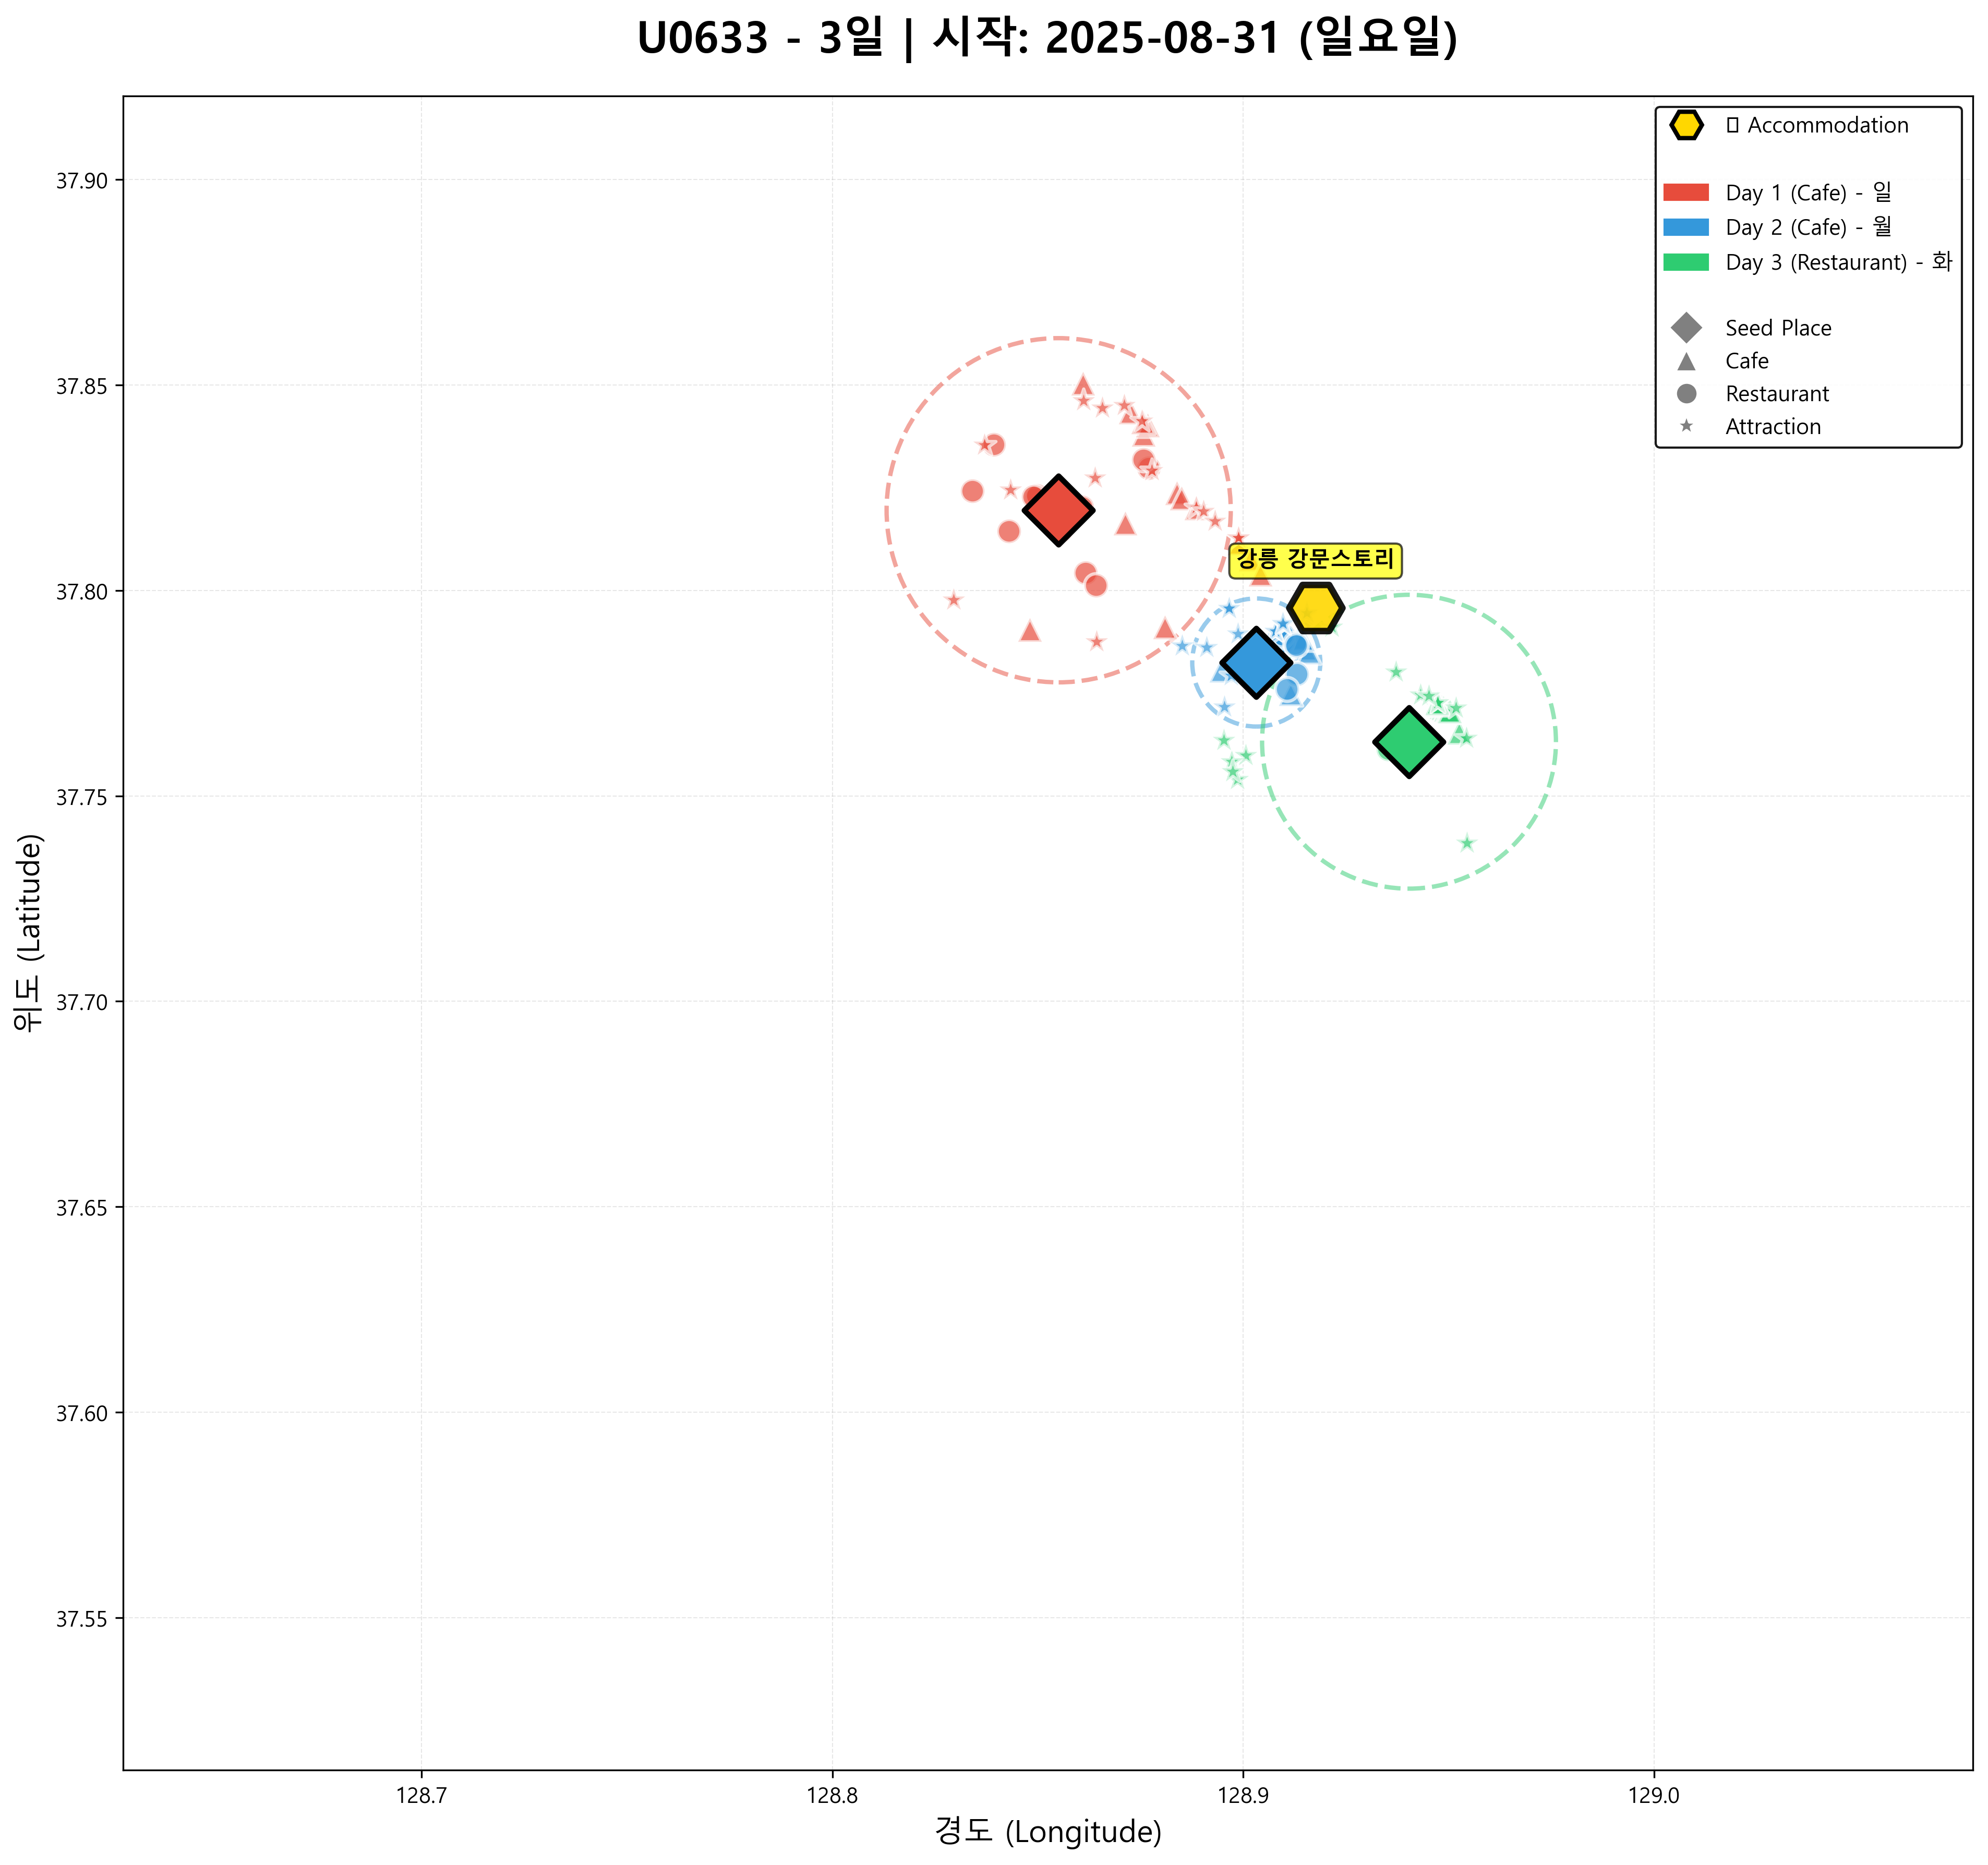 U0633 - 3일 | 시작: 2025-08-31 (일요일)
Accommodation
Day 1 (Cafe) - 일
Day 2 (Cafe) - 월
Day 3 (Restaurant) - 화
Seed Place
Cafe
Restaurant
Attraction
37.90
37.85
37.80
37.75
37.70
37.65
37.60
37.55
강릉 강문스토리
위도 (Latitude)
128.7
128.8
128.9
129.0
경도 (Longitude)